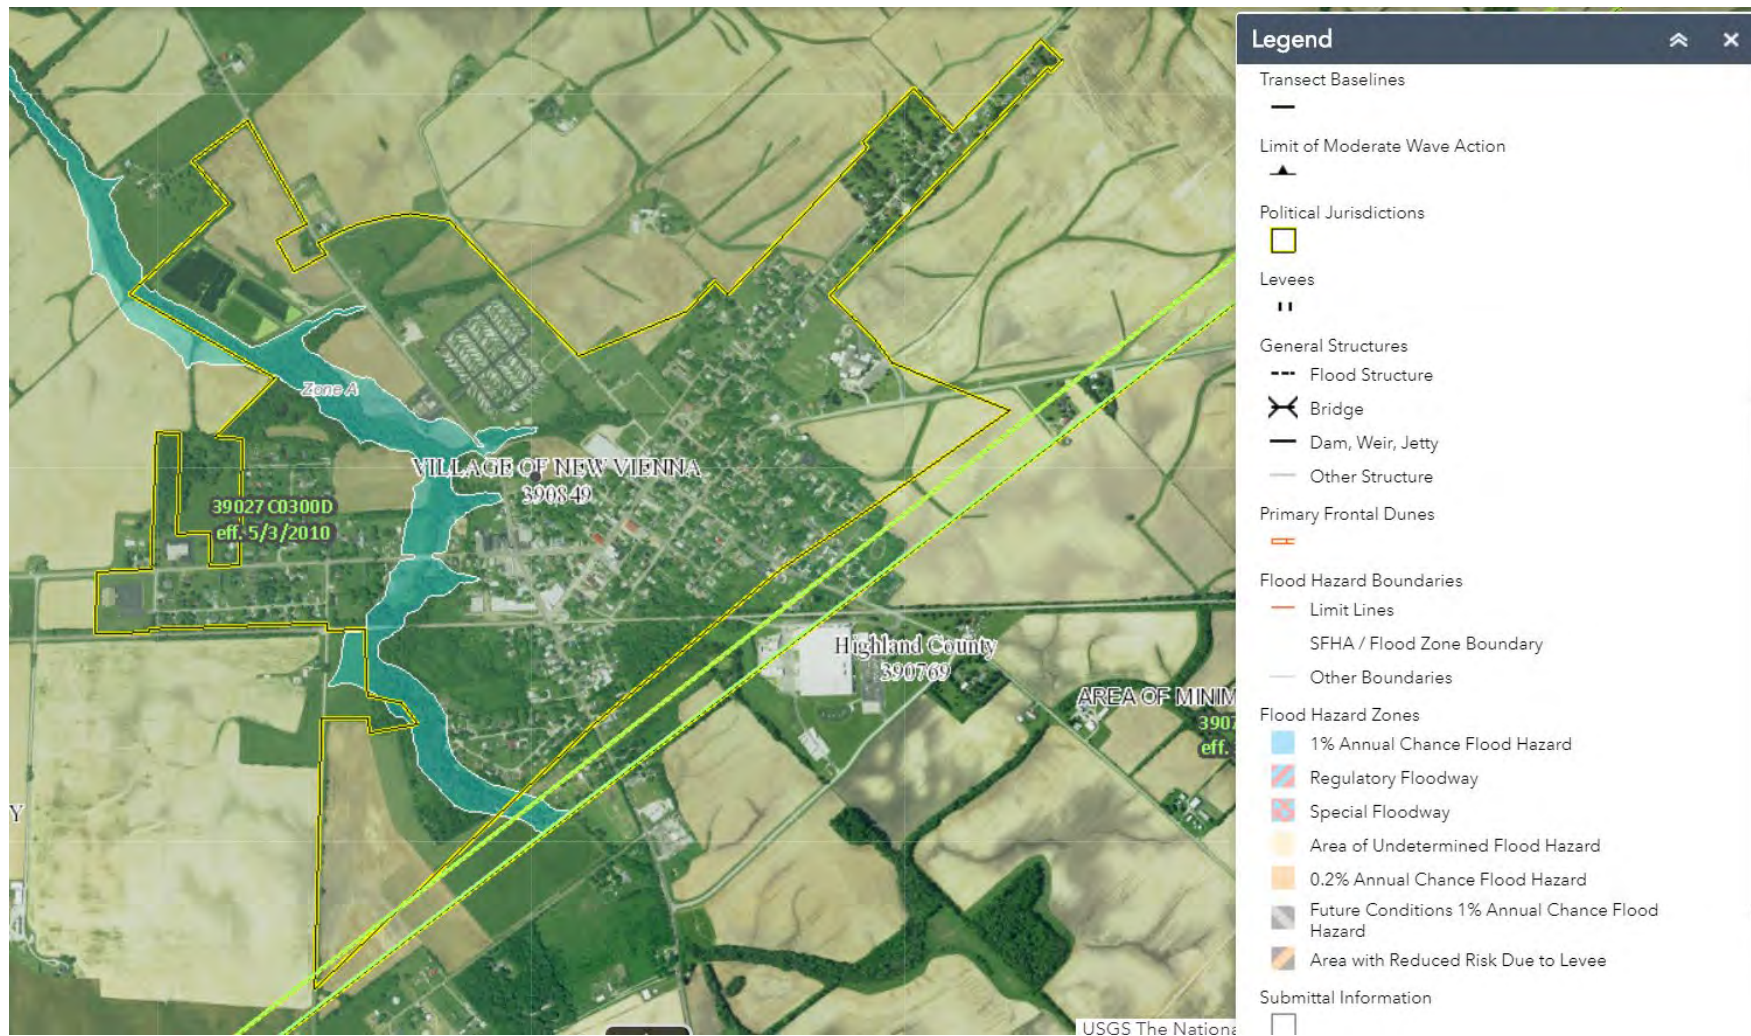 Legend
Transect Baselines
Limit of Moderate Wave Action
Political Jurisdictions
Levees
General Structures
Flood Structure
Bridge
Dam, Weir, Jetty
Other Structure
Primary Frontal Dunes
Flood Hazard Boundaries
Limit Lines
SFHA / Flood Zone Boundary
Other Boundaries
Flood Hazard Zones
1% Annual Chance Flood Hazard
Regulatory Floodway
Special Floodway
Area of Undetermined Flood Hazard
0.2% Annual Chance Flood Hazard
Future Conditions 1% Annual Chance Flood
Hazard
Area with Reduced Risk Due to Levee
Submittal Information
Zone A
VILLAGE OF NEW VIENNA
390849
39027C0300D
eff. 5/3/2010
Highland County
390769
AREA OF MINIM
3907
eff.
Y
USGS The Nationa